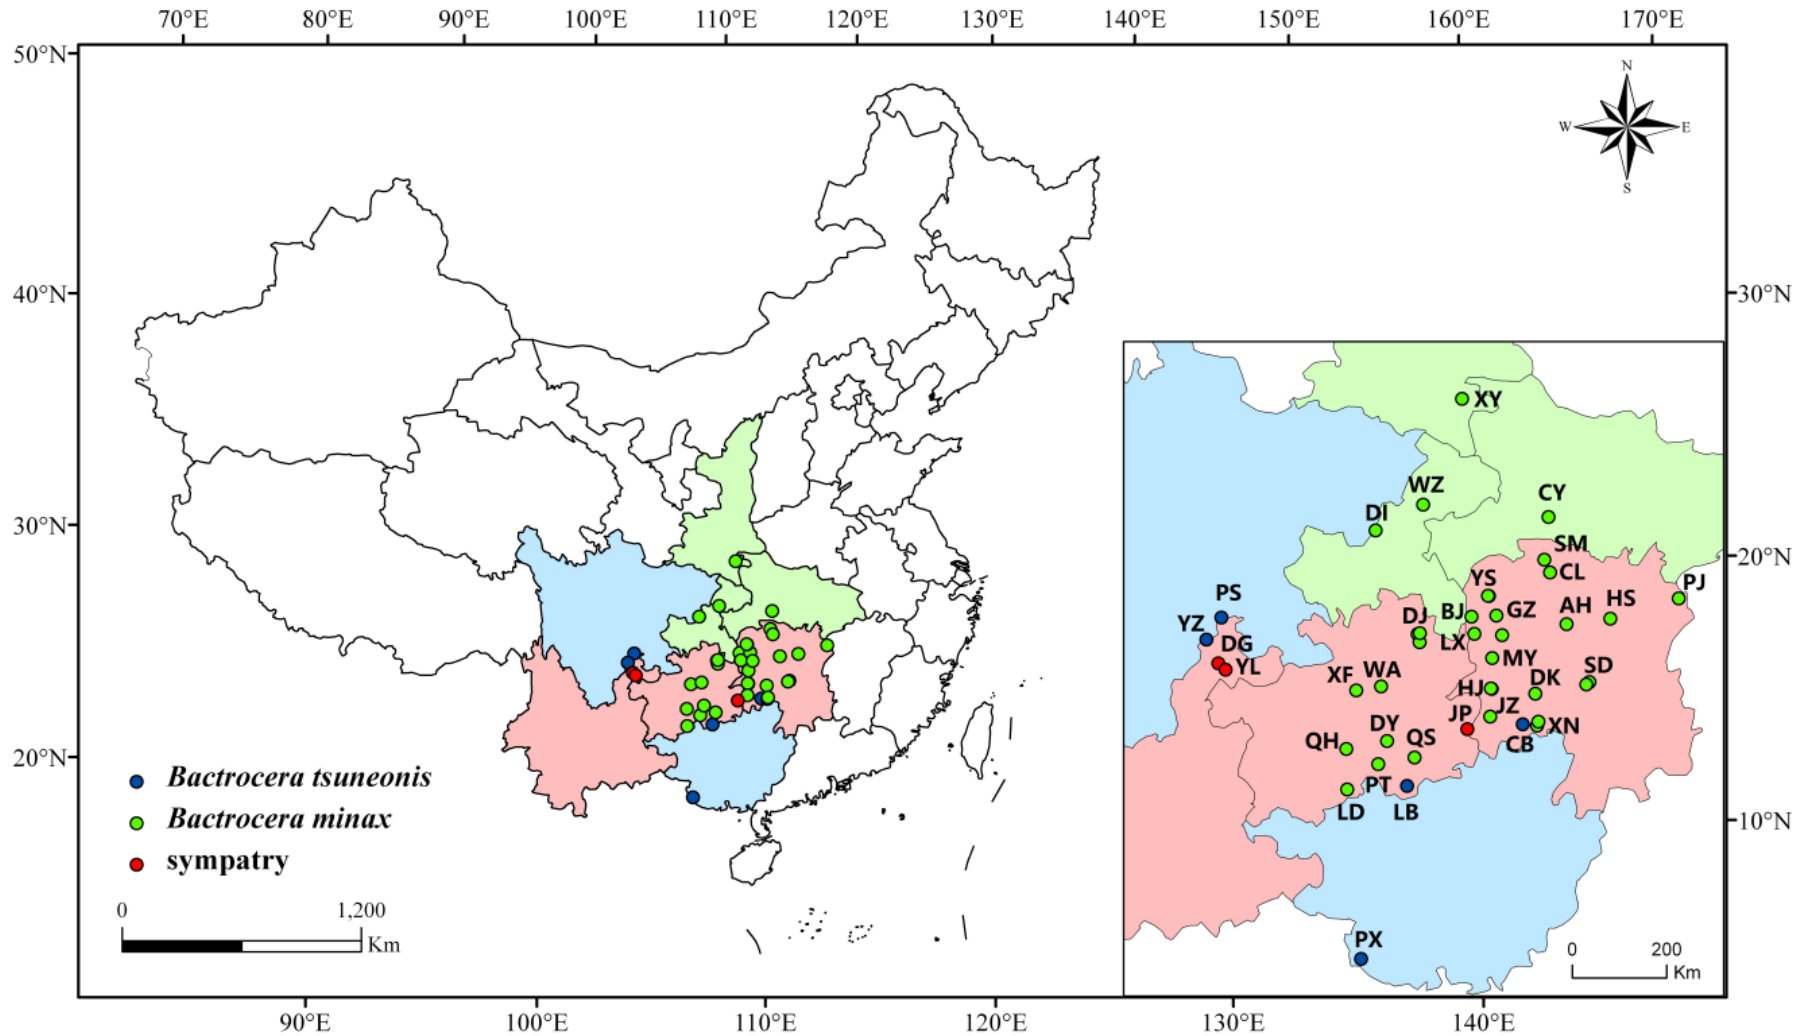 70°E 80°E 90°E 100°E 110°E 120°E 130°E 140°E 150°E 160°E 170°E
50°N
N
W E
S
40°N 30°N
XY
WZ
CY
DI
30°N 20°N
SM
CL
YS
PJ
PS
BJ GZ AH HS
YZ DJ
DG LX
YL MY
XF WA DK SD
HJ
JZ
JP
XN
DY
QH QS CB
20°N
Bactrocera tsuneonis
PT
LD LB
Bactrocera minax 10°N
sympatry
0 1,200
Km
PX
0 200
Km
90°E 100°E 110°E 120°E 130°E 140°E